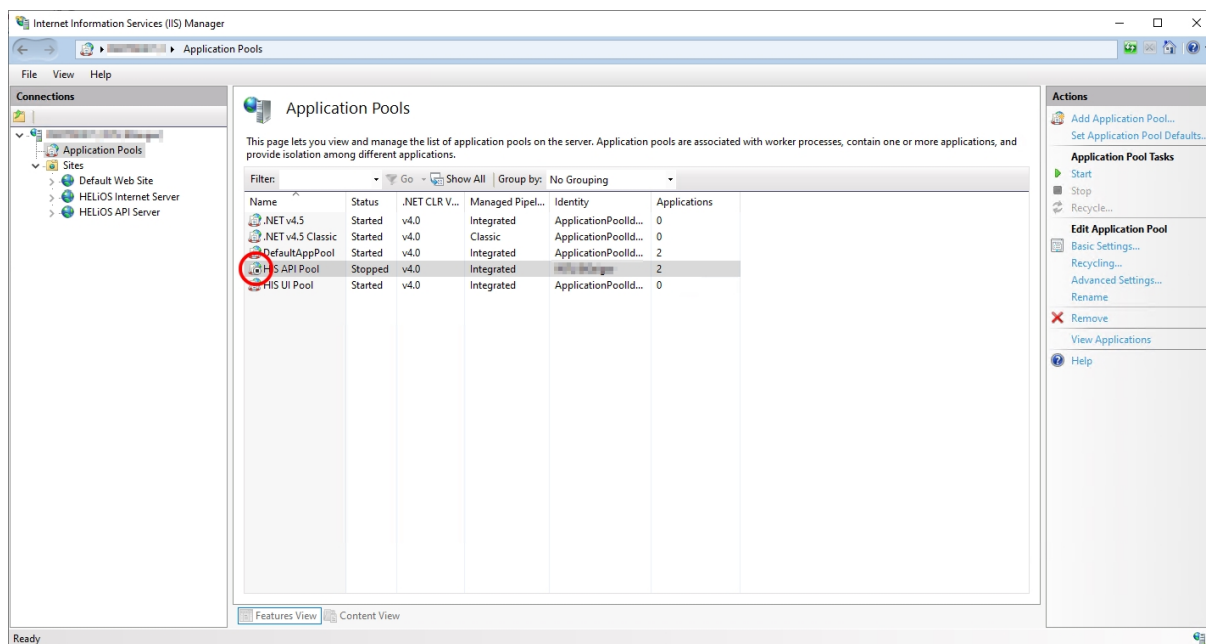 Internet Information Services (IIS) Manager
Application Pools
File View Help
Connections
Application Pools
Sites
Default Web Site
HELiOS Internet Server
HELiOS API Server
Application Pools
This page lets you view and manage the list of application pools on the server. Application pools are associated with worker processes, contain one or more applications, and
provide isolation among different applications.
Filter: Go Show All Group by: No Grouping
Name Status .NET CLR V... Managed Pipel... Identity Applications
.NET v4.5 Started v4.0 Integrated ApplicationPoolId... 0
.NET v4.5 Classic Started v4.0 Classic ApplicationPoolId... 0
DefaultAppPool Started v4.0 Integrated ApplicationPoolId... 2
HIS API Pool Stopped v4.0 Integrated 2
HIS UI Pool Started v4.0 Integrated ApplicationPoolId... 0
Features View Content View
Actions
Add Application Pool...
Set Application Pool Defaults...
Application Pool Tasks
Start
Stop
Recycle...
Edit Application Pool
Basic Settings...
Recycling...
Advanced Settings...
Rename
Remove
View Applications
Help
Ready